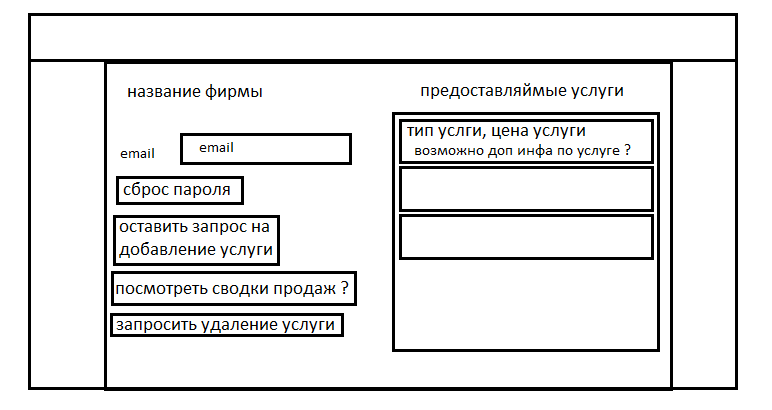 название фирмы
предоставляймые услуги
email
email
сброс пароля
оставить запрос на
добавление услуги
посмотреть сводки продаж ?
запросить удаление услуги
тип услги, цена услуги
возможно доп инфа по услуге ?